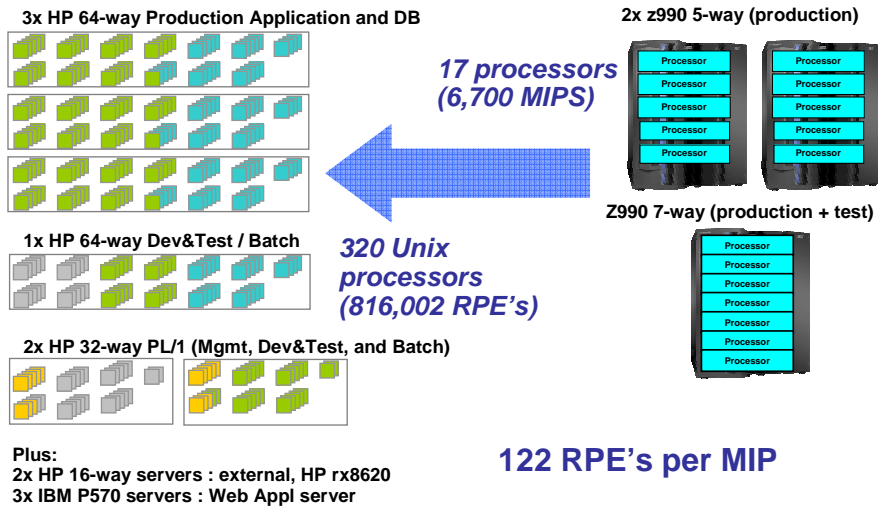 3x HP 64-way Production Application and DB
1x HP 64-way Dev&Test / Batch
2x HP 32-way PL/1 (Mgmt, Dev&Test, and Batch)
Plus:
2x HP 16-way servers : external, HP rx8620
3x IBM P570 servers : Web Appl server
17 processors
(6,700 MIPS)
320 Unix
processors
(816,002 RPE's)
2x z990 5-way (production)
Processor
Processor
Processor
Processor
Processor
Processor
Processor
Processor
Processor
Processor
Z990 7-way (production + test)
Processor
Processor
Processor
Processor
Processor
Processor
Processor
122 RPE's per MIP